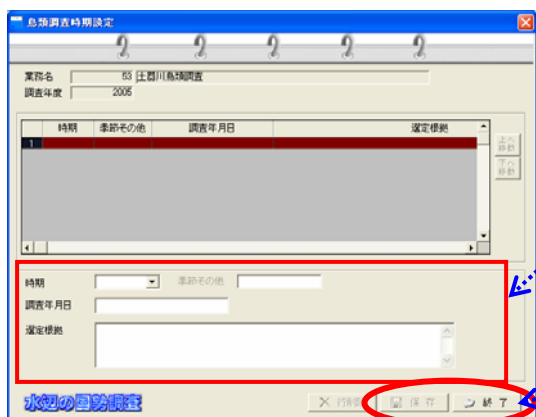 鳥類調査時期設定
業務名 53 土器川鳥類調査
調査年度 2005
時期 季節その他 調査年月日 選定根拠
1
上へ移動
下へ移動
時期 季節その他
調査年月日
選定根拠
水辺の国勢調査 行削除 保存 終了